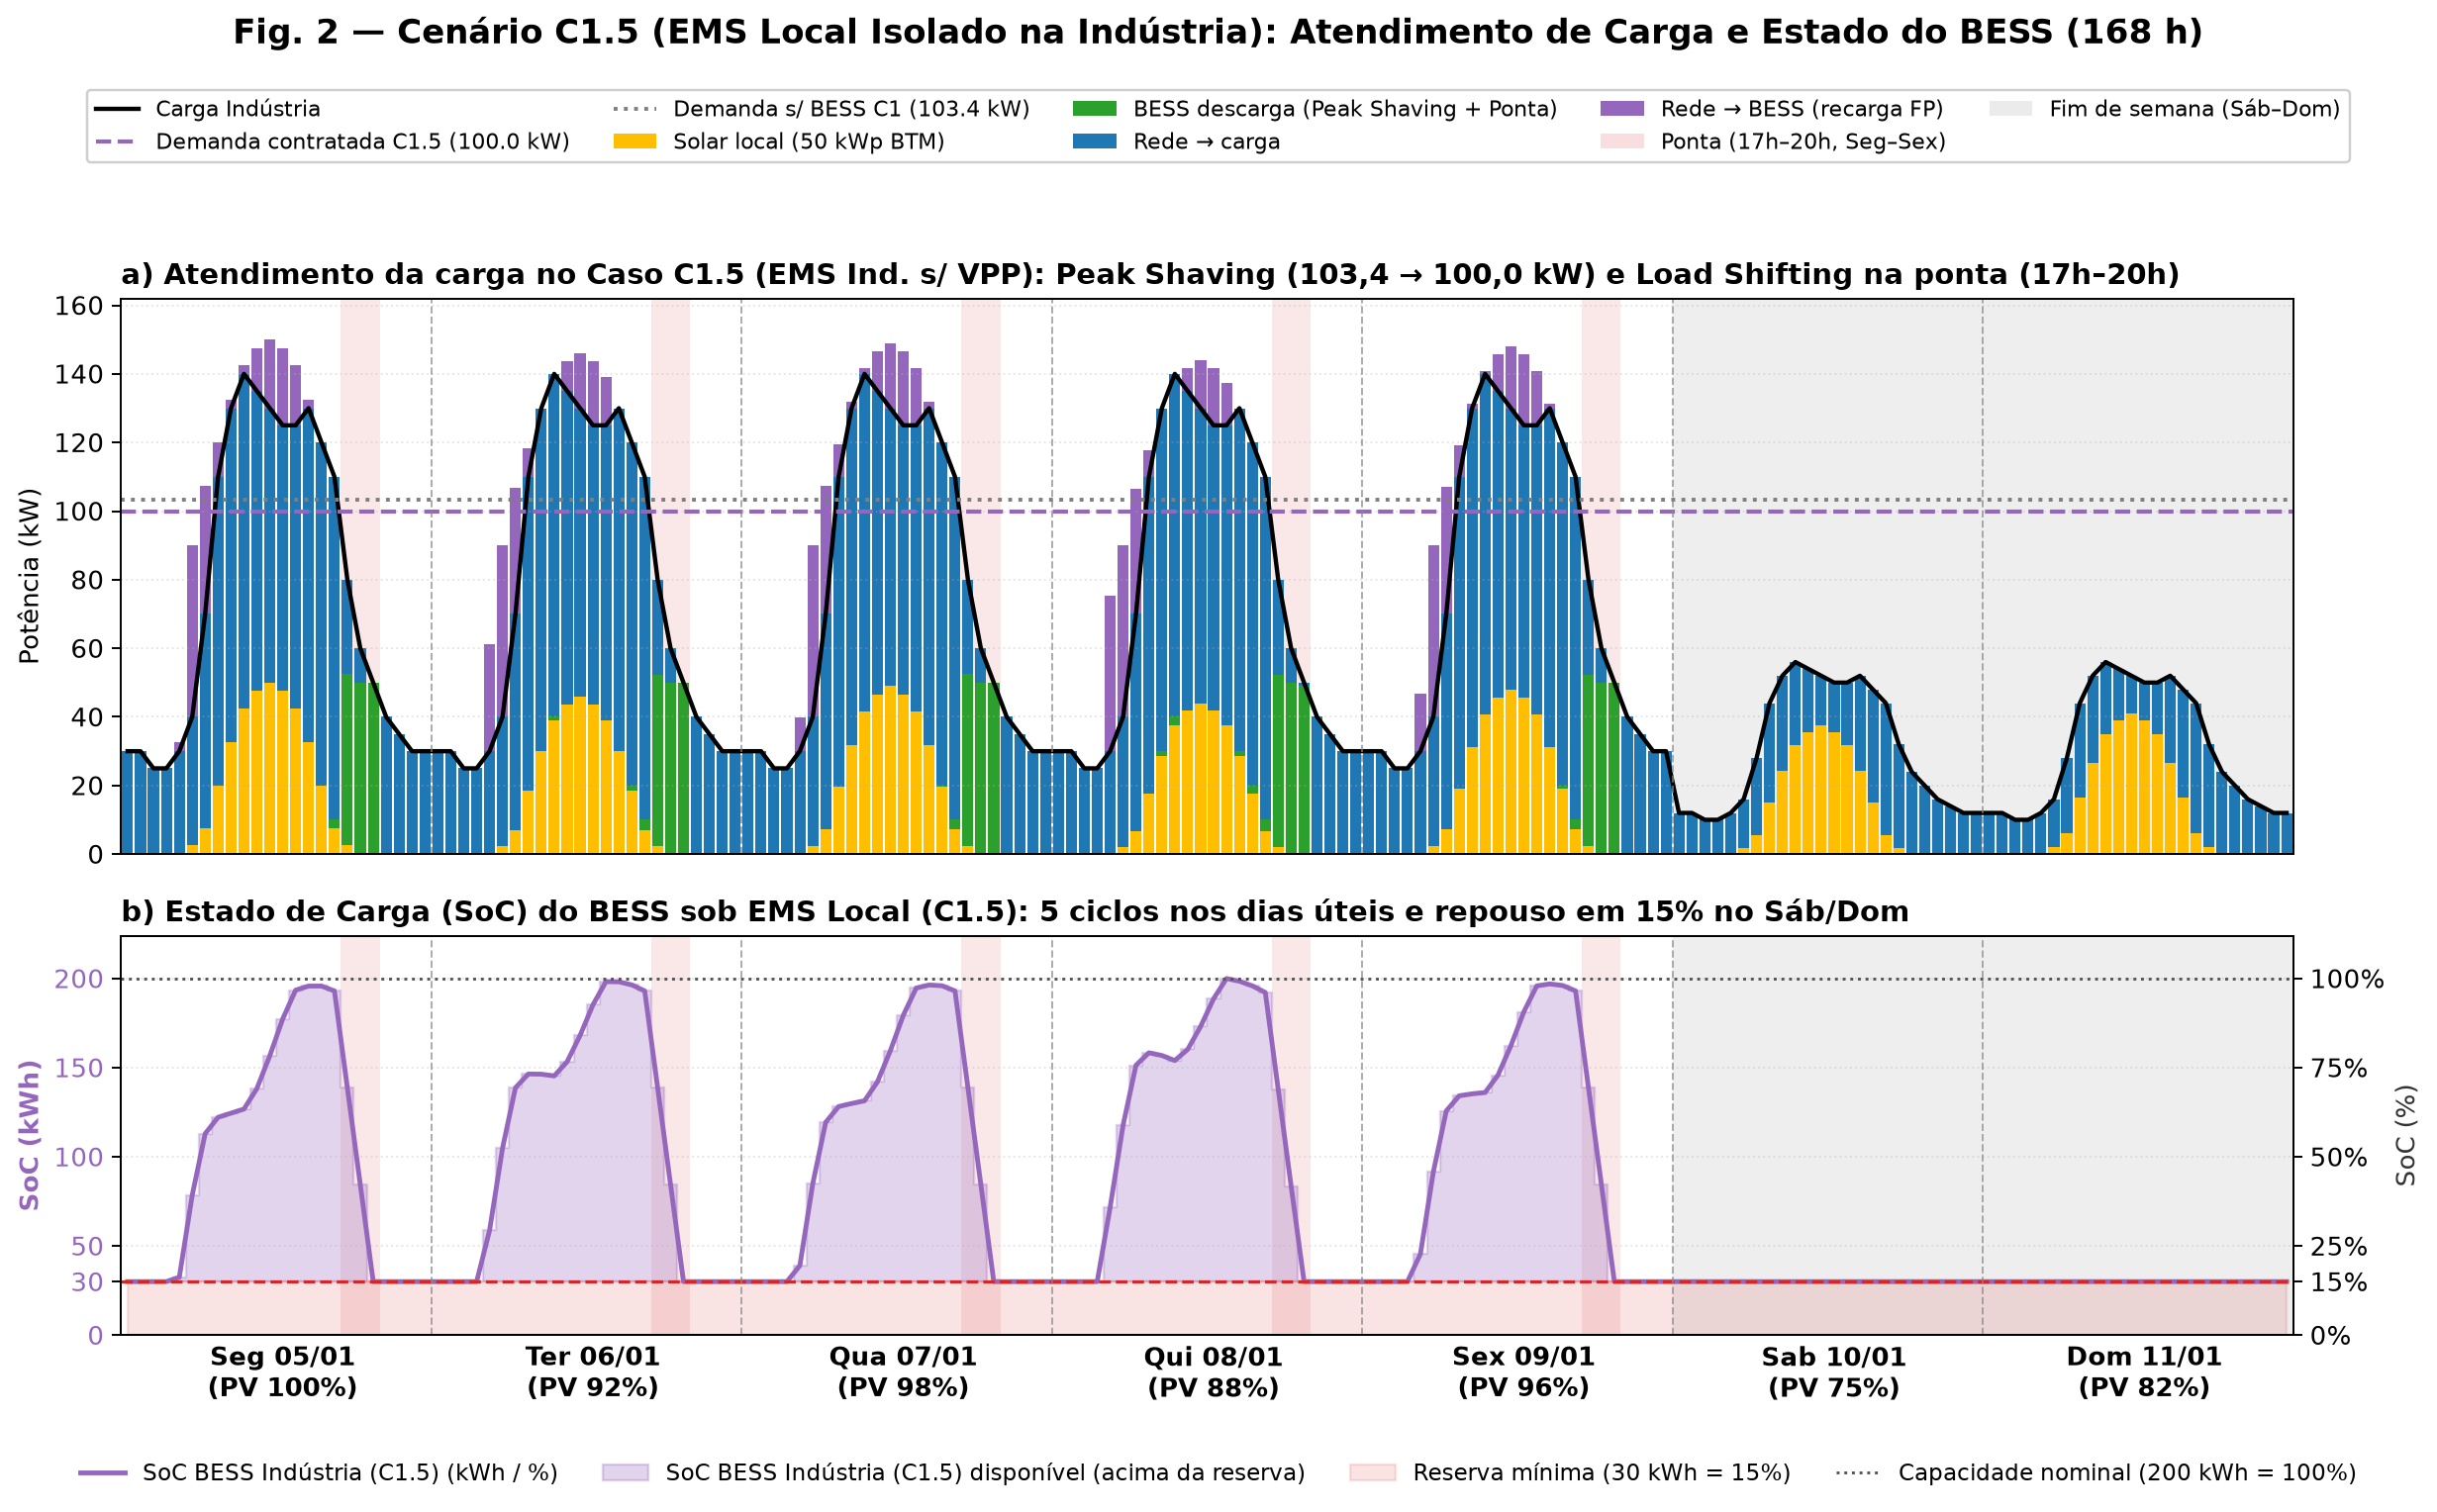 Fig. 2 — Cenário C1.5 (EMS Local Isolado na Indústria): Atendimento de Carga e Estado do BESS (168 h)
Carga Indústria
Demanda contratada C1.5 (100.0 kW)
Demanda s/ BESS C1 (103.4 kW)
Solar local (50 kWp BTM)
BESS descarga (Peak Shaving + Ponta)
Rede → carga
Rede → BESS (recarga FP)
Ponta (17h–20h, Seg–Sex)
Fim de semana (Sáb–Dom)
a) Atendimento da carga no Caso C1.5 (EMS Ind. s/ VPP): Peak Shaving (103,4 → 100,0 kW) e Load Shifting na ponta (17h–20h)
Potência (kW)
160
140
120
100
80
60
40
20
0
b) Estado de Carga (SoC) do BESS sob EMS Local (C1.5): 5 ciclos nos dias úteis e repouso em 15% no Sáb/Dom
SoC (kWh)
200
150
100
50
30
0
100%
75%
50%
25%
15%
0%
SoC (%)
Seg 05/01
(PV 100%)
Ter 06/01
(PV 92%)
Qua 07/01
(PV 98%)
Qui 08/01
(PV 88%)
Sex 09/01
(PV 96%)
Sab 10/01
(PV 75%)
Dom 11/01
(PV 82%)
SoC BESS Indústria (C1.5) (kWh / %)
SoC BESS Indústria (C1.5) disponível (acima da reserva)
Reserva mínima (30 kWh = 15%)
Capacidade nominal (200 kWh = 100%)